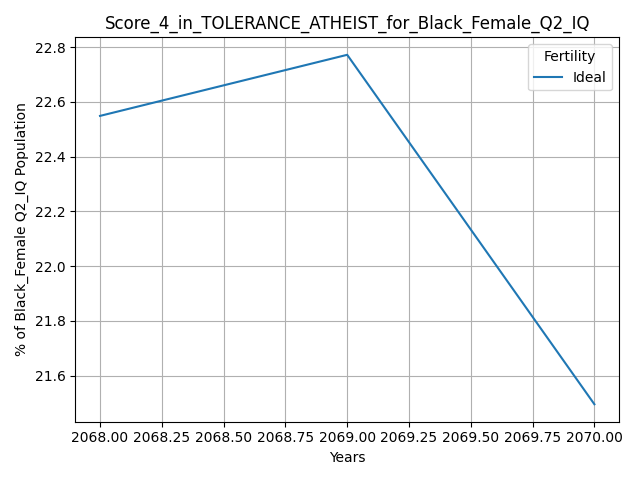 Score_4_in_TOLERANCE_ATHEIST_for_Black_Female_Q2_IQ
Fertility
Ideal
% of Black_Female Q2_IQ Population
22.8
22.6
22.4
22.2
22.0
21.8
21.6
2068.00 2068.25 2068.50 2068.75 2069.00 2069.25 2069.50 2069.75 2070.00
Years